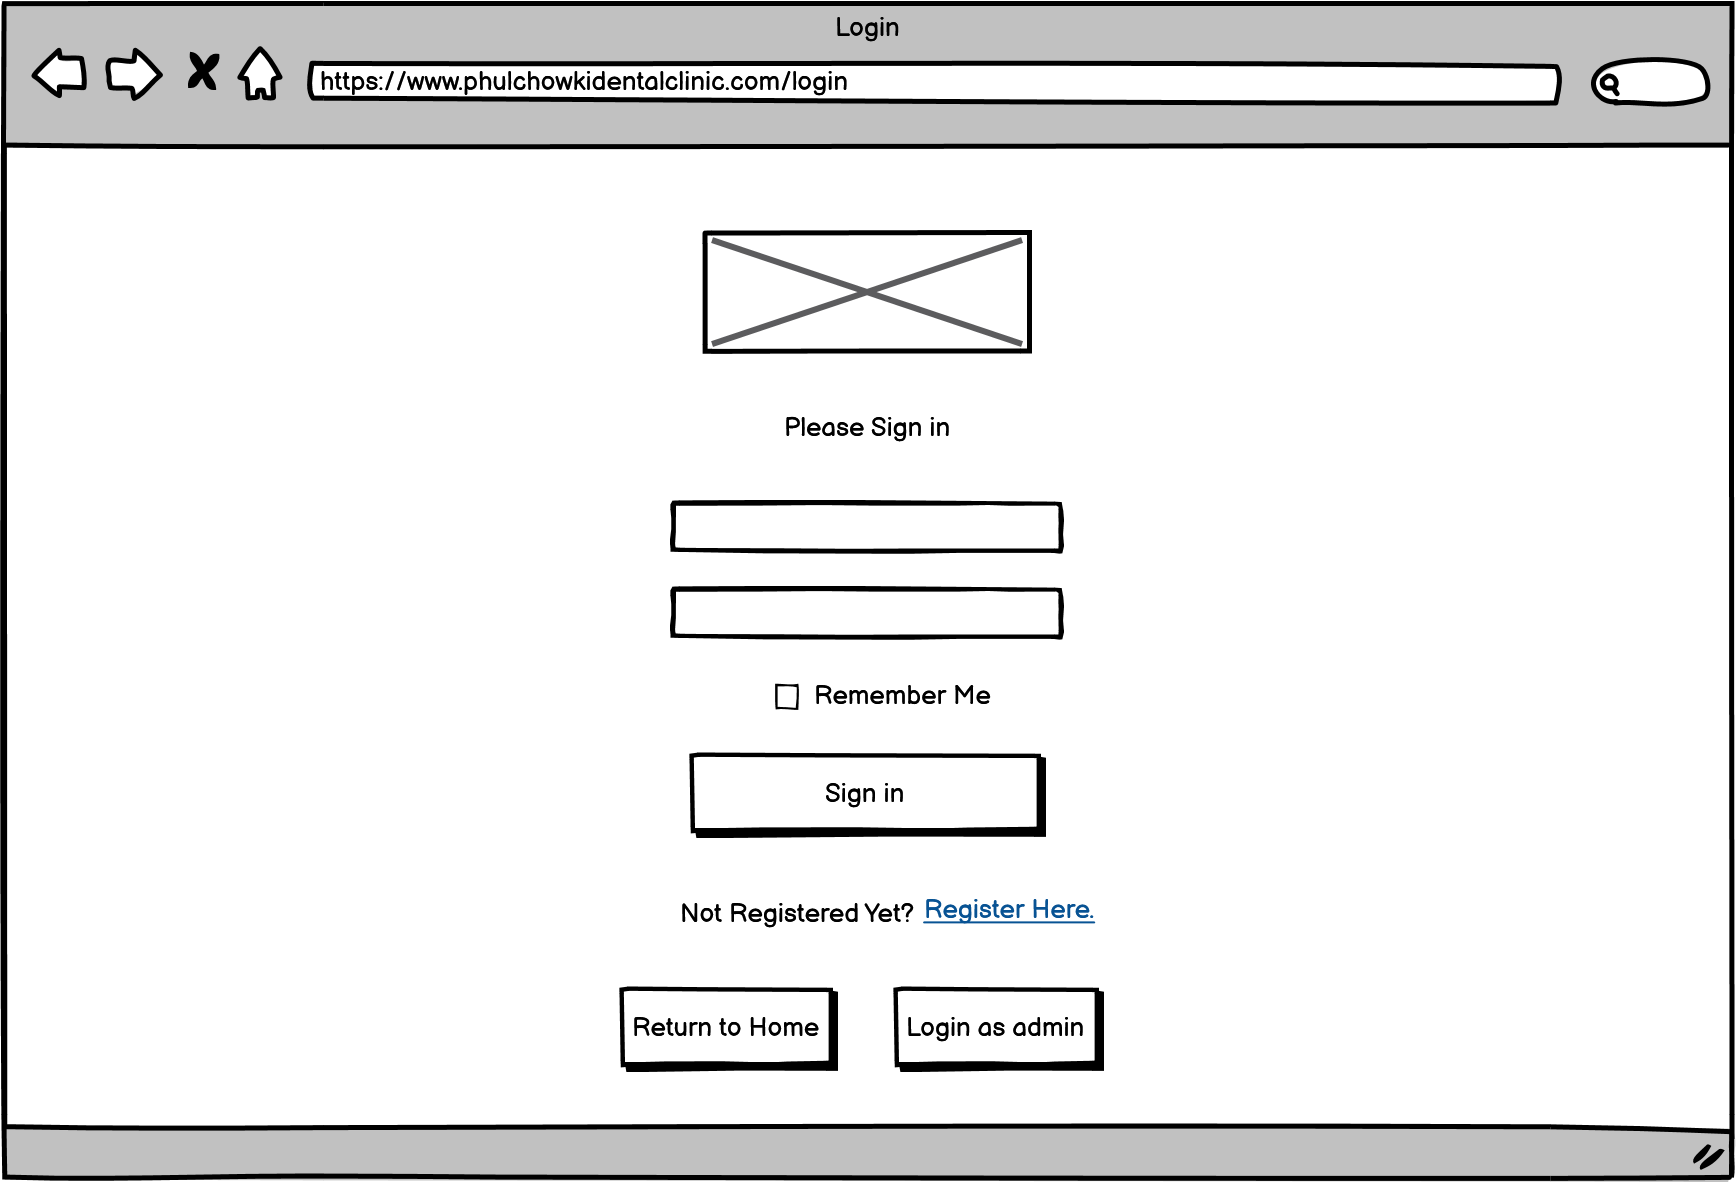 Login
https://www.phulchowkidentalclinic.com/login
Please Sign in
Remember Me
Sign in
Not Registered Yet? Register Here.
Return to Home
Login as admin